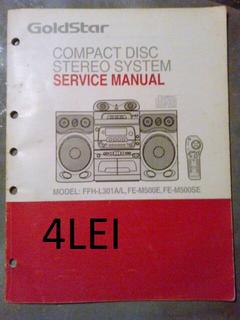 GoldStar
COMPACT DISC
STEREO SYSTEM
SERVICE MANUAL
MODEL: FFH-L301A/L, FE-M500E, FE-M500SE
4LEI